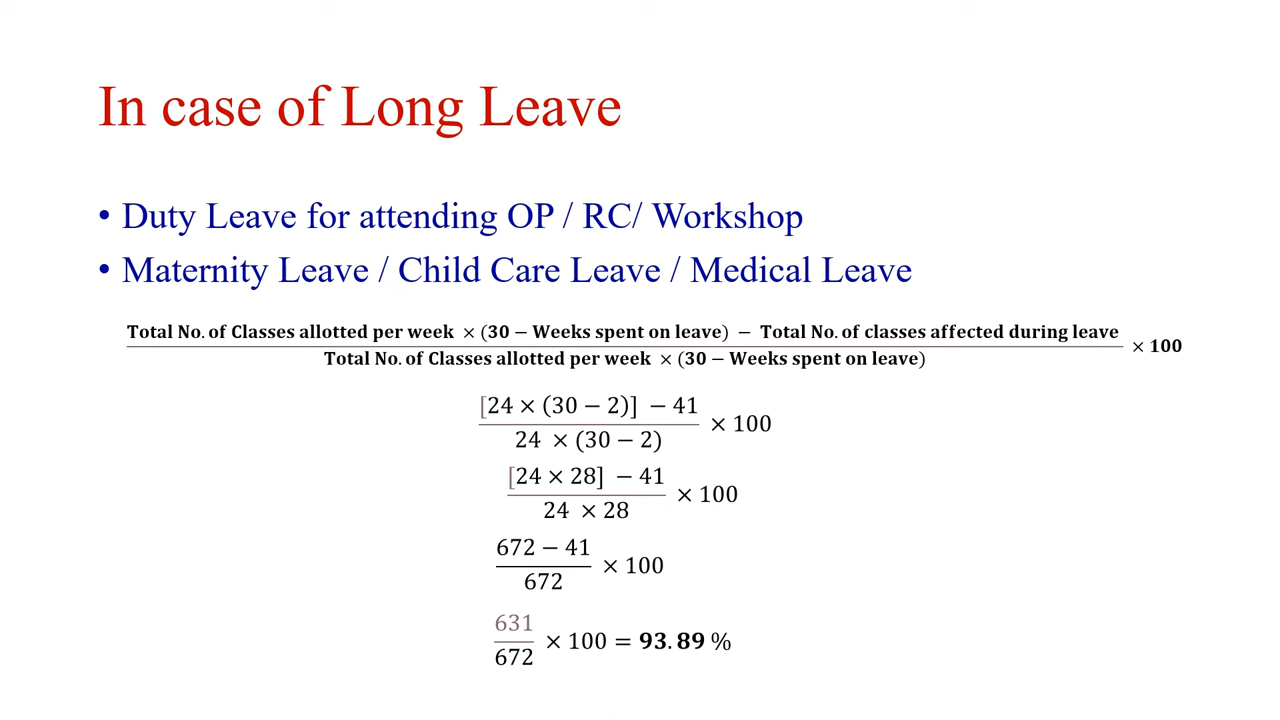 In case of Long Leave
• Duty Leave for attending OP / RC/ Workshop
• Maternity Leave / Child Care Leave / Medical Leave
Total No. of Classes allotted per week × (30 − Weeks spent on leave) − Total No. of classes affected during leave
Total No. of Classes allotted per week × (30 − Weeks spent on leave)
× 100
[24 × (30 − 2)] − 41
24 × (30 − 2)
× 100
[24 × 28] − 41
24 × 28
× 100
672 − 41
672
× 100
631
672
× 100 = 93.89 %